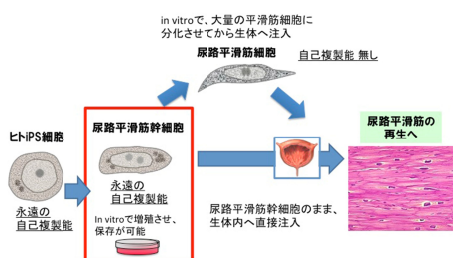 in vitroで、大量の平滑筋細胞に
分化させてから生体へ注入
尿路平滑筋細胞
自己複製能 無し
ヒトiPS細胞
永遠の
自己複製能
尿路平滑筋幹細胞
永遠の
自己複製能
In vitroで増殖させ、
保存が可能
尿路平滑筋幹細胞のまま、
生体内へ直接注入
尿路平滑筋の
再生へ